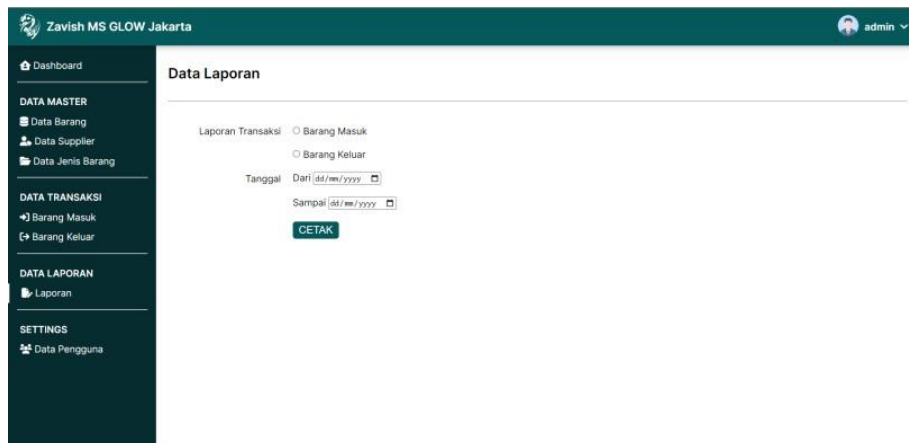 Zavish MS GLOW Jakarta
admin
Dashboard
DATA MASTER
Data Barang
Data Supplier
Data Jenis Barang
DATA TRANSAKSI
Barang Masuk
Barang Keluar
DATA LAPORAN
Laporan
SETTINGS
Data Pengguna
Data Laporan
Laporan Transaksi Barang Masuk
Barang Keluar
Tanggal Dari dd/mm/yyyy
Sampai dd/mm/yyyy
CETAK